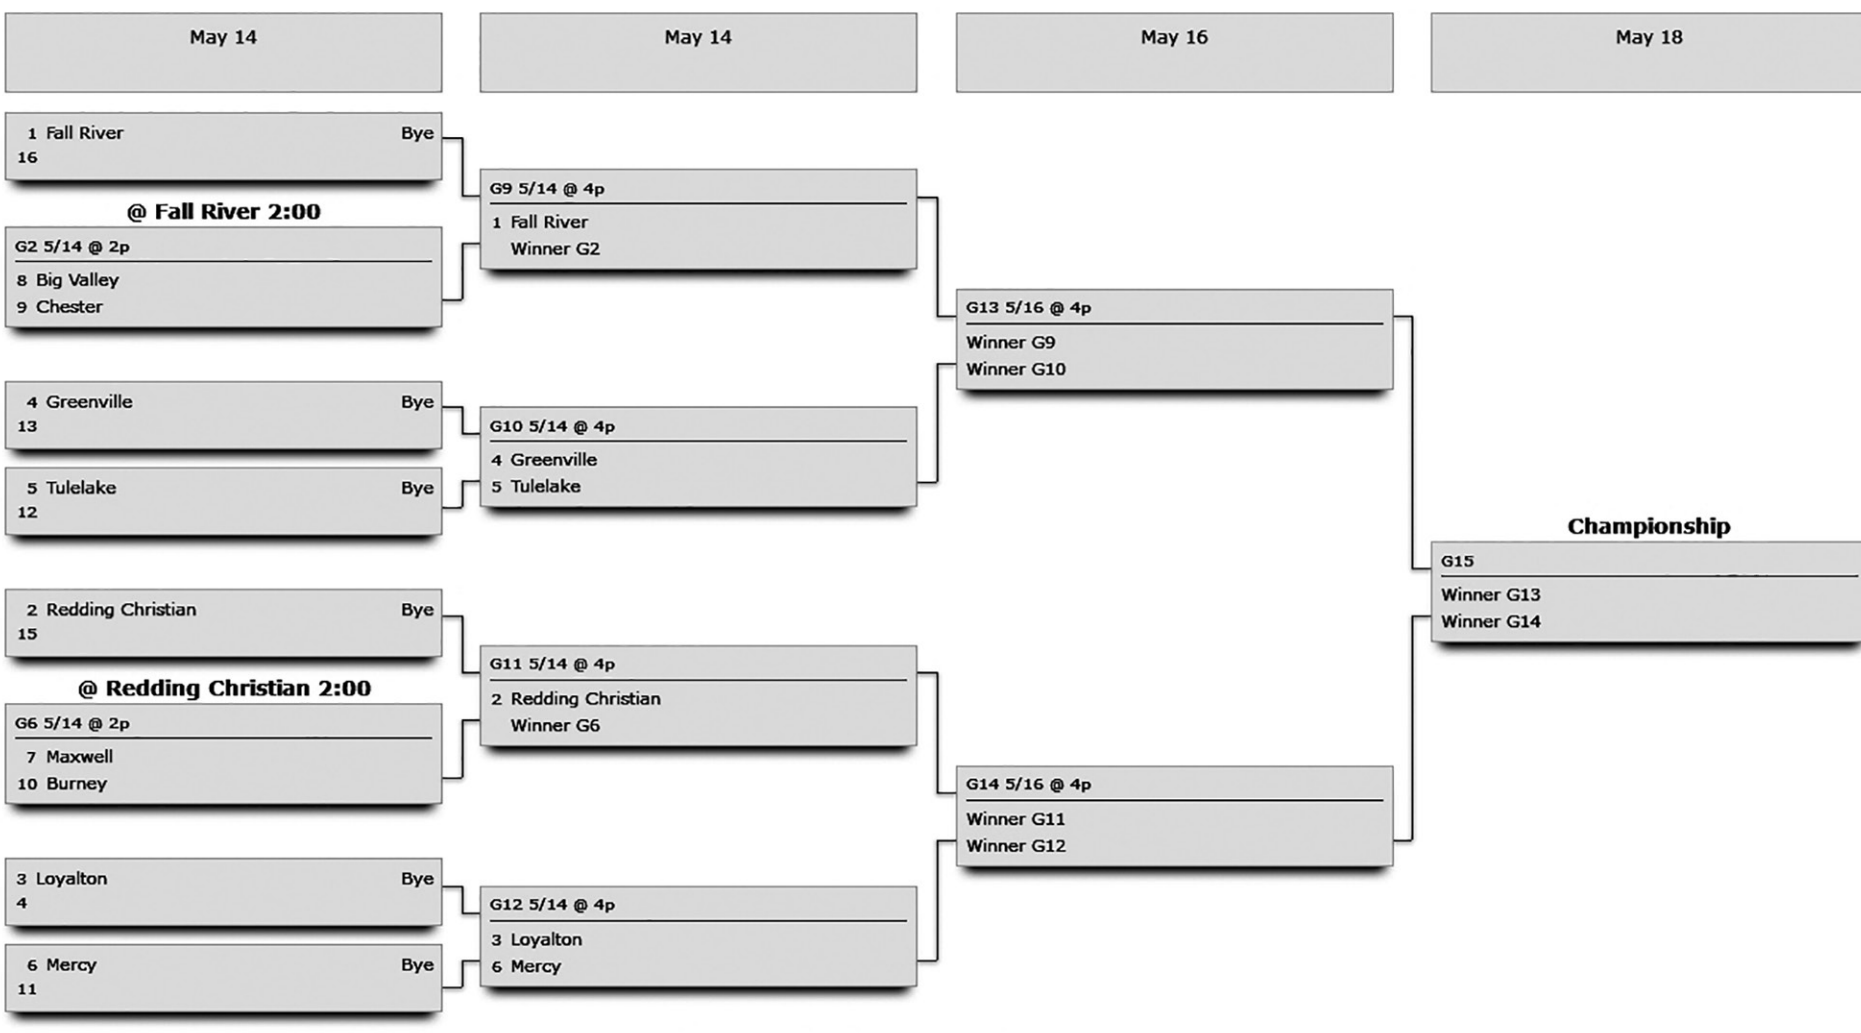 May 14
May 14
May 16
May 18
1 Fall River Bye
16
@ Fall River 2:00
G2 5/14 @ 2p
8 Big Valley
9 Chester
4 Greenville Bye
13
5 Tulelake Bye
12
2 Redding Christian Bye
15
@ Redding Christian 2:00
G6 5/14 @ 2p
7 Maxwell
10 Burney
3 Loyalton Bye
4
6 Mercy Bye
11
G9 5/14 @ 4p
1 Fall River
Winner G2
G10 5/14 @ 4p
4 Greenville
5 Tulelake
G11 5/14 @ 4p
2 Redding Christian
Winner G6
G12 5/14 @ 4p
3 Loyalton
6 Mercy
G13 5/16 @ 4p
Winner G9
Winner G10
G14 5/16 @ 4p
Winner G11
Winner G12
Championship
G15
Winner G13
Winner G14